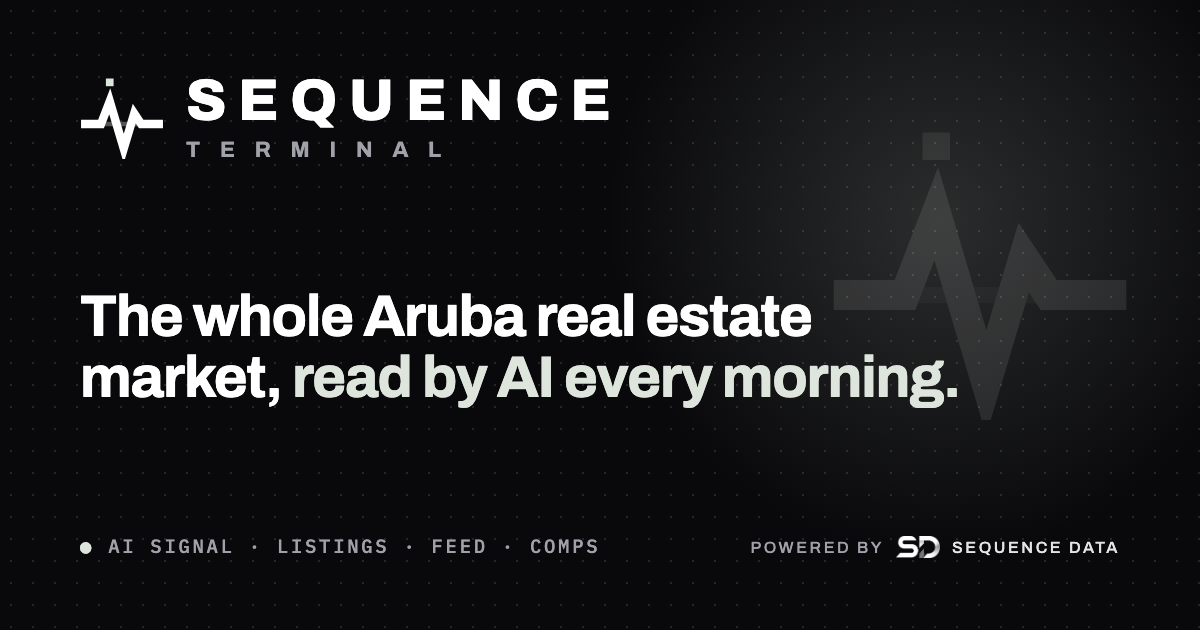 SEQUENCE
TERMINAL
The whole Aruba real estate
market, read by AI every morning.
AI SIGNAL · LISTINGS · FEED · COMPS
POWERED BY SD SEQUENCE DATA